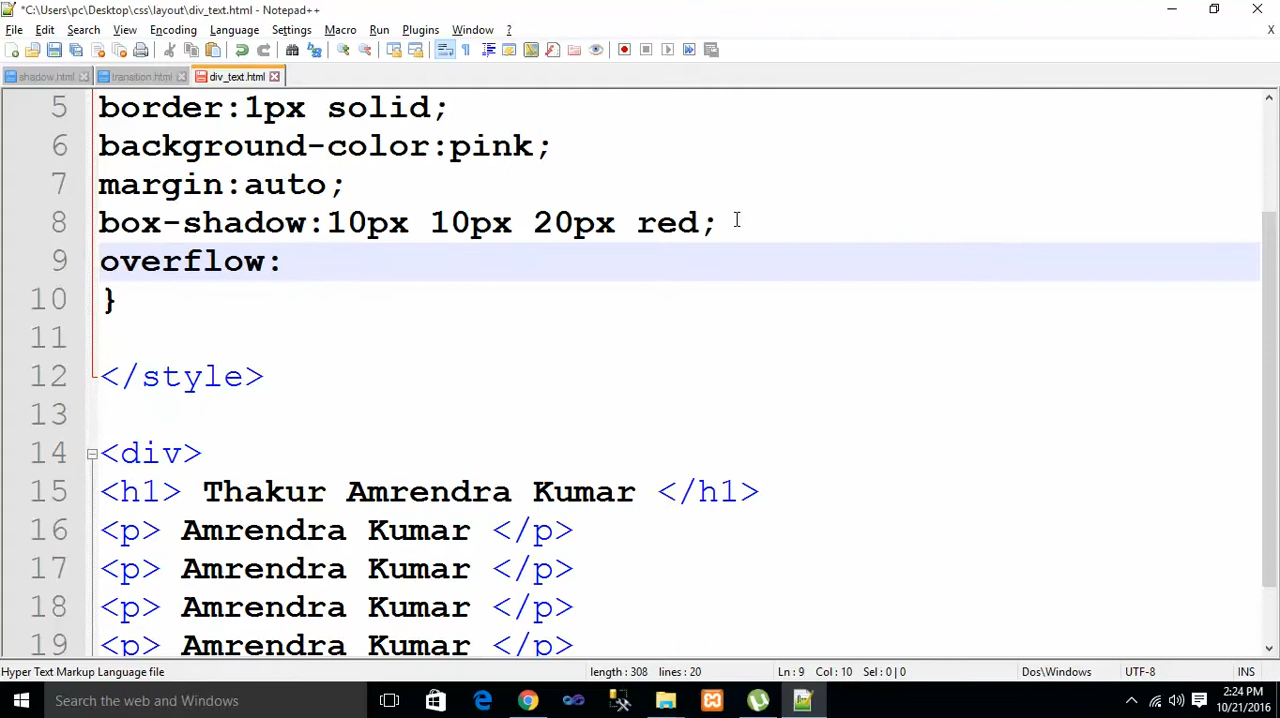 *C:\Users\pc\Desktop\css\layout\div_text.html - Notepad++
File Edit Search View Encoding Language Settings Macro Run Plugins Window ? X
shadow.html transition.html div_text.html
5 border:1px solid;
6 background-color:pink;
7 margin:auto;
8 box-shadow:10px 10px 20px red;
9 overflow:
10 }
11
12 </style>
13
14 <div>
15 <h1> Thakur Amrendra Kumar </h1>
16 <p> Amrendra Kumar </p>
17 <p> Amrendra Kumar </p>
18 <p> Amrendra Kumar </p>
19 <p> Amrendra Kumar </p>
Hyper Text Markup Language file length : 308 lines : 20 Ln : 9 Col : 10 Sel : 0 | 0 Dos\Windows UTF-8 INS
Search the web and Windows 2:24 PM
10/21/2016